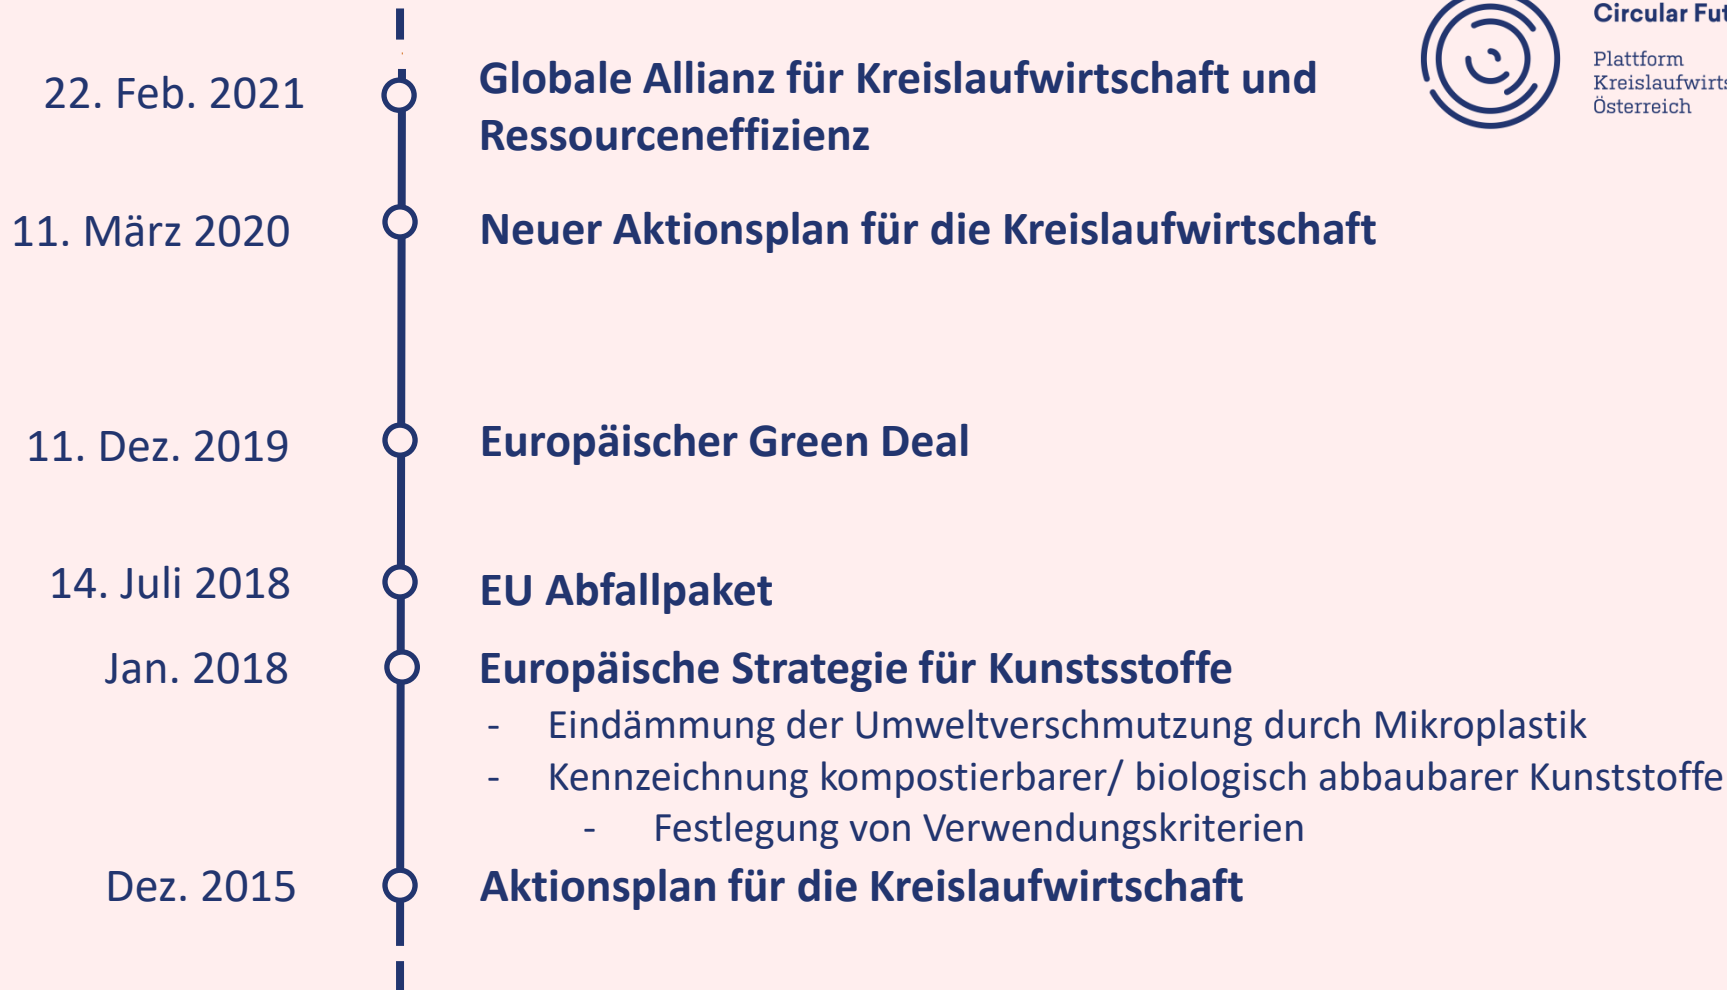 Circular Fut
Plattform
Kreislaufwirts
Österreich
22. Feb. 2021
Globale Allianz für Kreislaufwirtschaft und
Ressourceneffizienz
11. März 2020
Neuer Aktionsplan für die Kreislaufwirtschaft
11. Dez. 2019
Europäischer Green Deal
14. Juli 2018
EU Abfallpaket
Jan. 2018
Europäische Strategie für Kunstsstoffe
- Eindämmung der Umweltverschmutzung durch Mikroplastik
- Kennzeichnung kompostierbarer/ biologisch abbaubarer Kunststoffe
- Festlegung von Verwendungskriterien
Dez. 2015
Aktionsplan für die Kreislaufwirtschaft